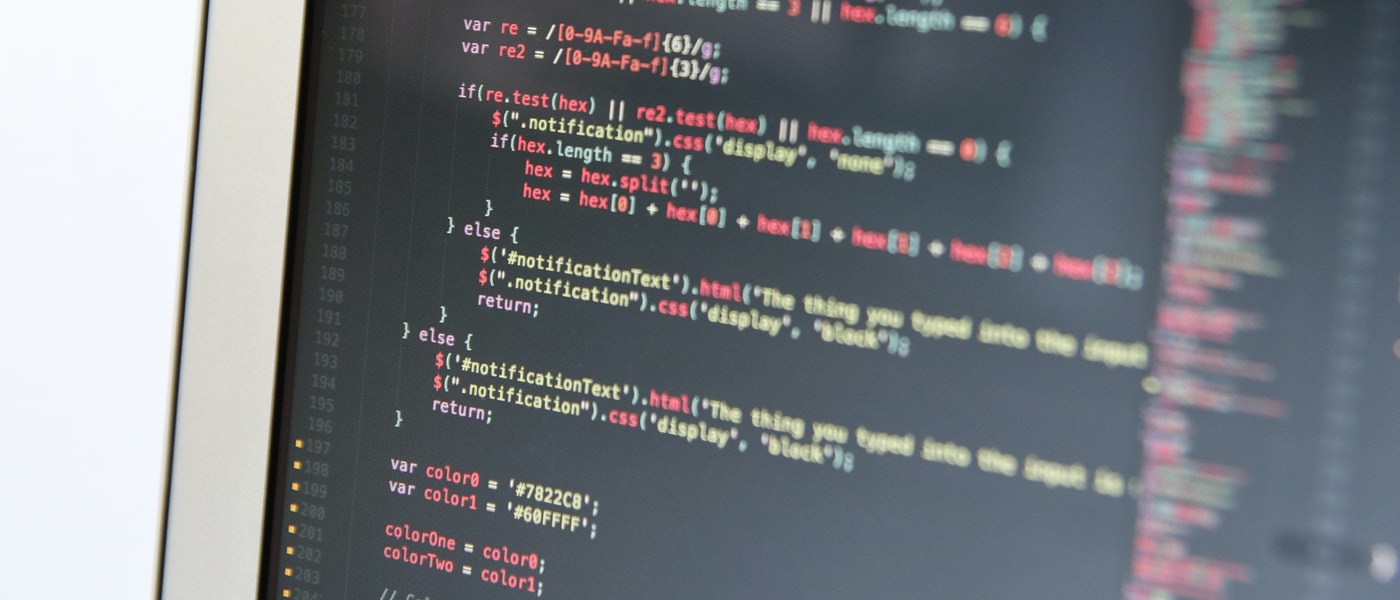 177
|| hex.length == 3 || hex.length == 0) {
178 var re = /[0-9A-Fa-f]{6}/g;
179 var re2 = /[0-9A-Fa-f]{3}/g;
180
181 if(re.test(hex) || re2.test(hex) || hex.length == 0) {
182 $(".notification").css("display", "none");
183 if(hex.length == 3) {
184 hex = hex.split('');
185 hex = hex[0] + hex[0] + hex[1] + hex[1] + hex[2] + hex[2];
186 }
187 } else {
188 $('#notificationText').html("The thing you typed into the input
189 $(".notification").css("display", "block");
190 return;
191 }
192 } else {
193 $('#notificationText').html("The thing you typed into the input
194 $(".notification").css("display", "block");
195 return;
196 }
197
198 var color0 = '#7822C8';
199 var color1 = '#60FFFF';
200
201 colorOne = color0;
202 colorTwo = color1;
203
204 //